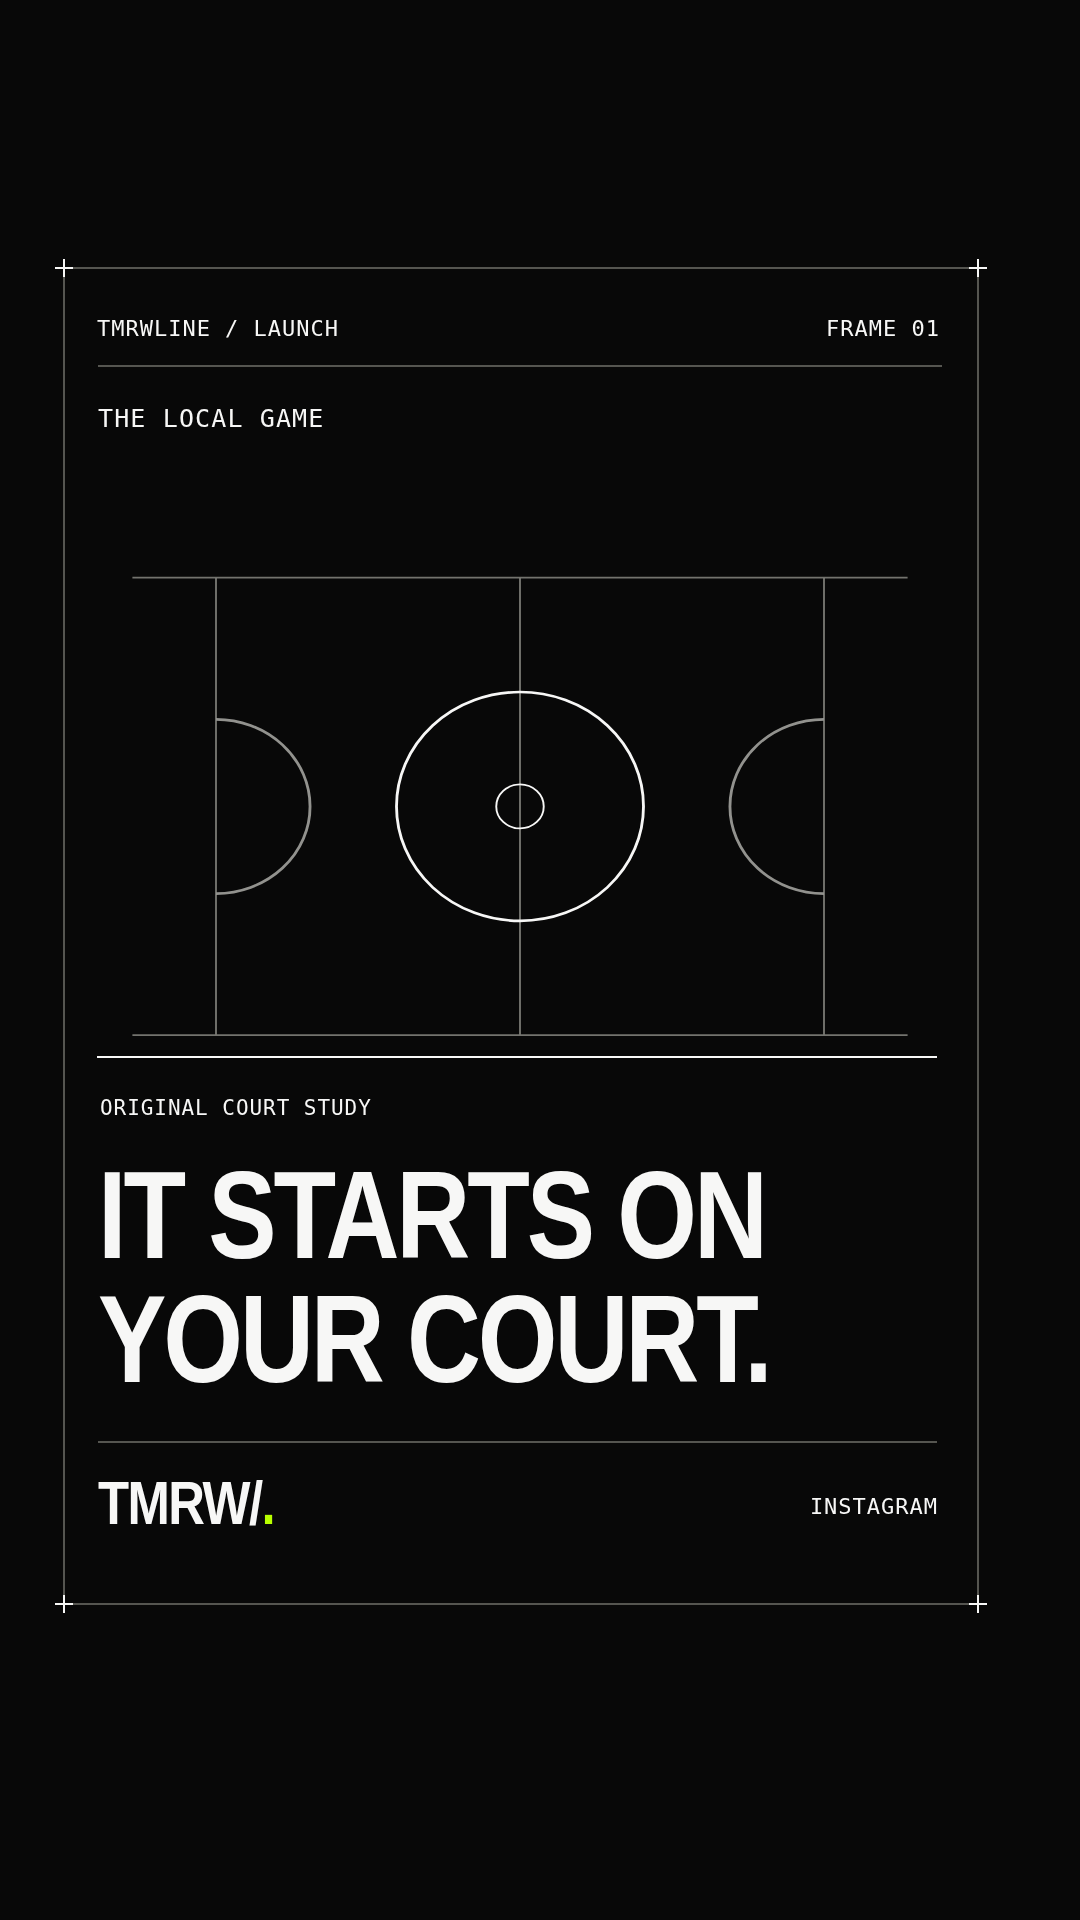 TMRWLINE / LAUNCH
FRAME 01
THE LOCAL GAME
ORIGINAL COURT STUDY
IT STARTS ON
YOUR COURT.
TMRW/.
INSTAGRAM